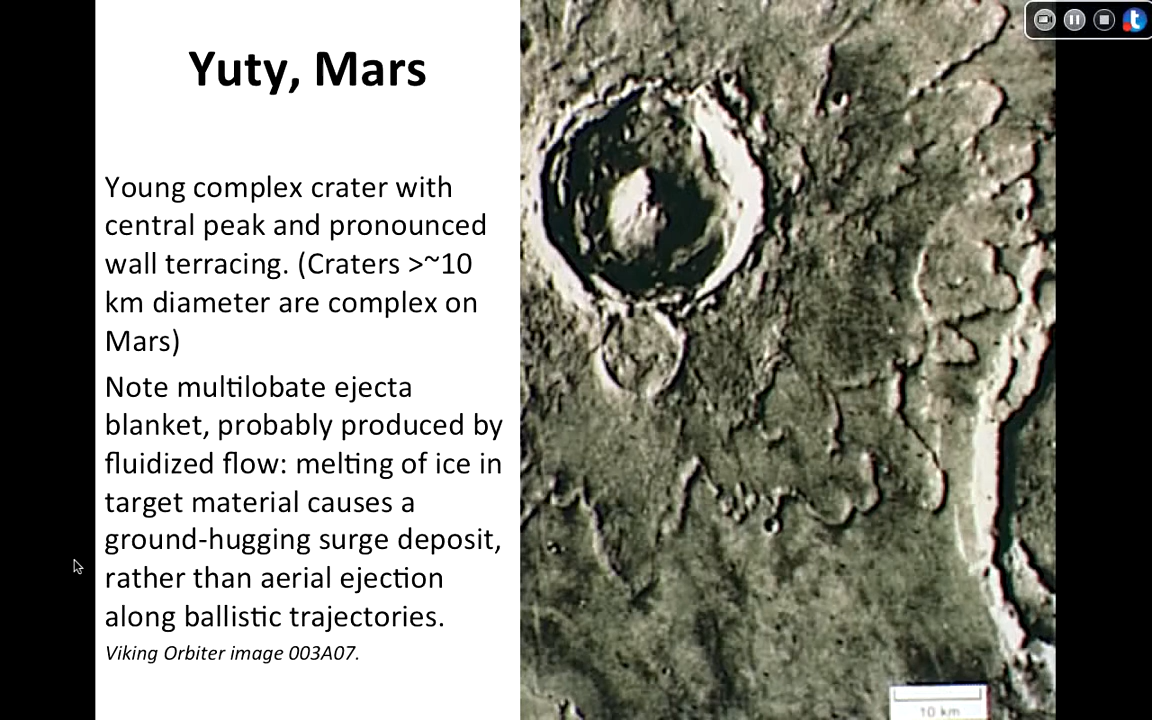 Yuty, Mars
Young complex crater with
central peak and pronounced
wall terracing. (Craters >~10
km diameter are complex on
Mars)
Note multilobate ejecta
blanket, probably produced by
fluidized flow: melting of ice in
target material causes a
ground-hugging surge deposit,
rather than aerial ejection
along ballistic trajectories.
Viking Orbiter image 003A07.
10 km
t